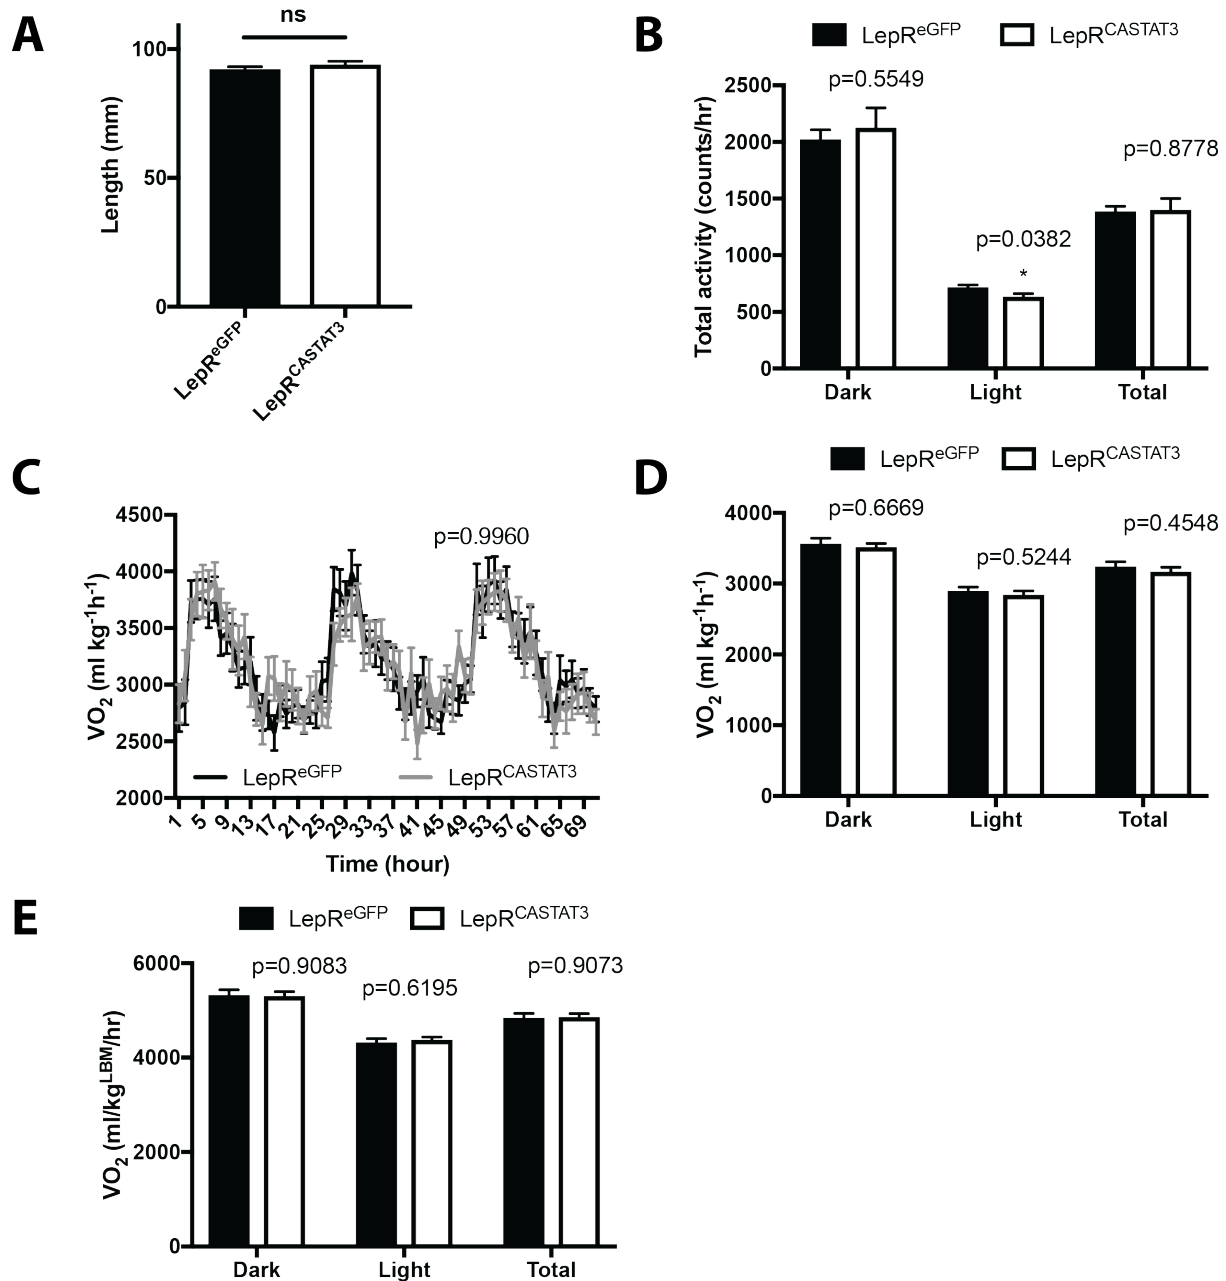 A
ns
100
50
0
Length (mm)
LepR^eGFP
LepR^CASTAT3
B
LepR^eGFP
LepR^CASTAT3
2500
2000
1500
1000
500
0
Total activity (counts/hr)
p=0.5549
p=0.0382
*
p=0.8778
Dark
Light
Total
C
4500
4000
3500
3000
2500
2000
VO₂ (ml kg⁻¹h⁻¹)
p=0.9960
LepR^eGFP
LepR^CASTAT3
1 5 9 13 17 21 25 29 33 37 41 45 49 53 57 61 65 69
Time (hour)
D
LepR^eGFP
LepR^CASTAT3
4000
3000
2000
1000
0
VO₂ (ml kg⁻¹h⁻¹)
p=0.6669
p=0.5244
p=0.4548
Dark
Light
Total
E
LepR^eGFP
LepR^CASTAT3
6000
4000
2000
0
VO₂ (ml/kg^LBM/hr)
p=0.9083
p=0.6195
p=0.9073
Dark
Light
Total